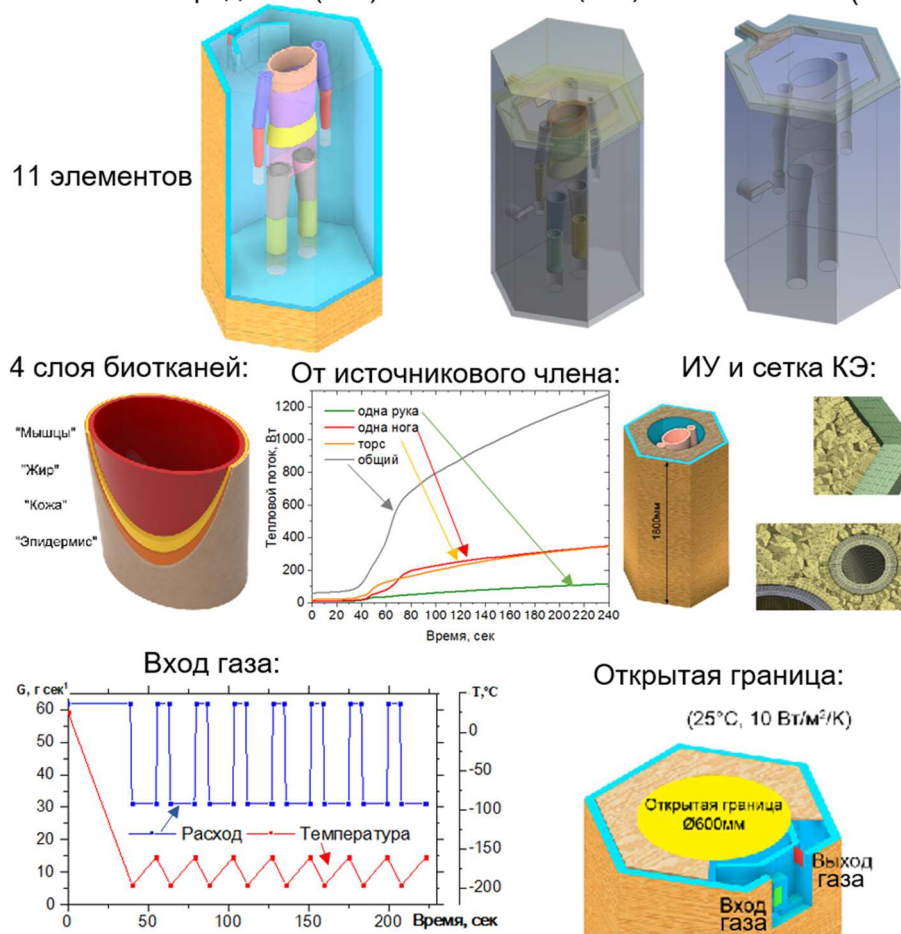 11 элементов
4 слоя биотканей:
"Мышцы"
"Жир"
"Кожа"
"Эпидермис"
От источникового члена:
Тепловой поток, Вт
1200
1000
800
600
400
200
0
одна рука
одна нога
торс
общий
0 20 40 60 80 100 120 140 160 180 200 220 240
Время, сек
ИУ и сетка КЭ:
1800мм
Вход газа:
G, г сек¹
60
50
40
30
20
10
0
T,°C
0
-50
-100
-150
-200
Расход
Температура
0 50 100 150 200
Время, сек
Открытая граница:
(25°C, 10 Вт/м²/К)
Открытая граница
Ø600мм
Выход
газа
Вход
газа